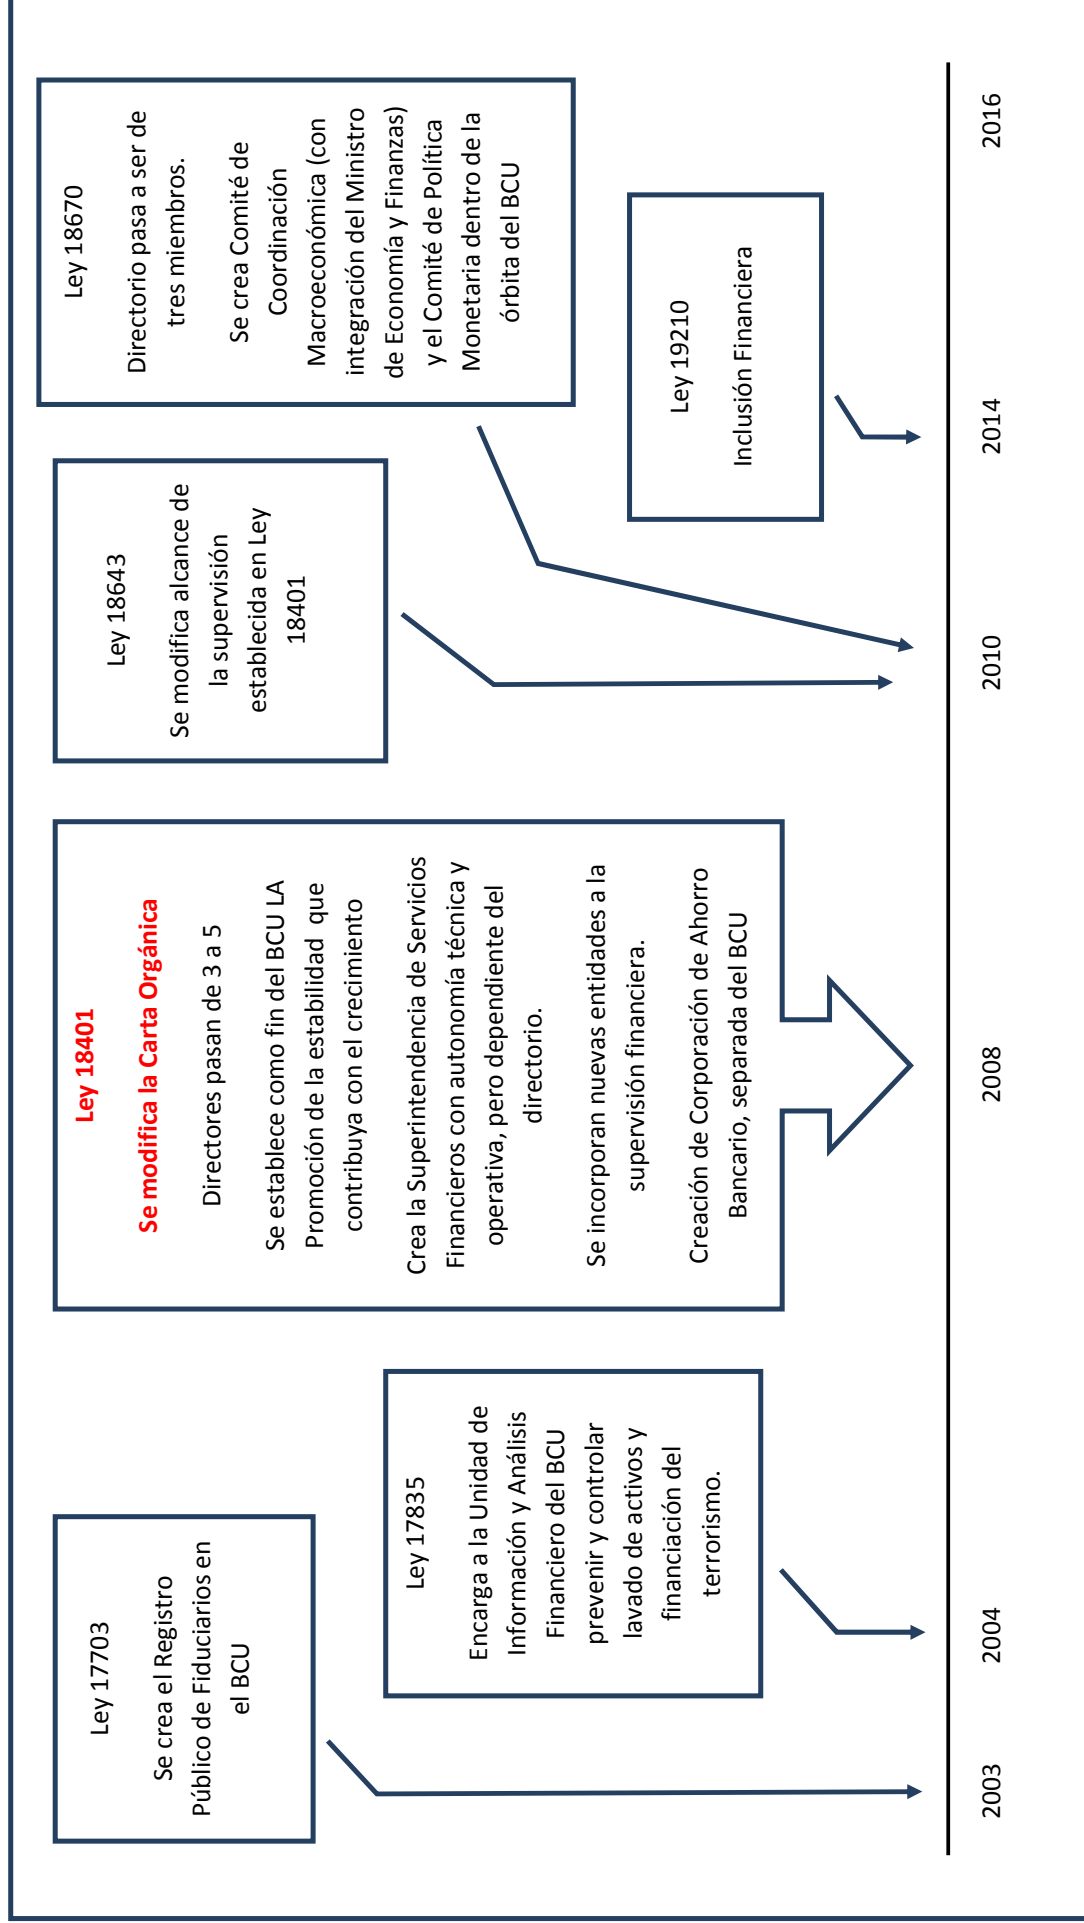 Ley 17703
Se crea el Registro
Público de Fiduciarios en
el BCU
Ley 17835
Encarga a la Unidad de
Información y Análisis
Financiero del BCU
prevenir y controlar
lavado de activos y
financiación del
terrorismo.
Ley 18401
Se modifica la Carta Orgánica
Directores pasan de 3 a 5
Se establece como fin del BCU LA
Promoción de la estabilidad que
contribuya con el crecimiento
Crea la Superintendencia de Servicios
Financieros con autonomía técnica y
operativa, pero dependiente del
directorio.
Se incorporan nuevas entidades a la
supervisión financiera.
Creación de Corporación de Ahorro
Bancario, separada del BCU
Ley 18643
Se modifica alcance de
la supervisión
establecida en Ley
18401
Ley 18670
Directorio pasa a ser de
tres miembros.
Se crea Comité de
Coordinación
Macroeconómica (con
integración del Ministro
de Economía y Finanzas)
y el Comité de Política
Monetaria dentro de la
órbita del BCU
Ley 19210
Inclusión Financiera
2003
2004
2008
2010
2014
2016